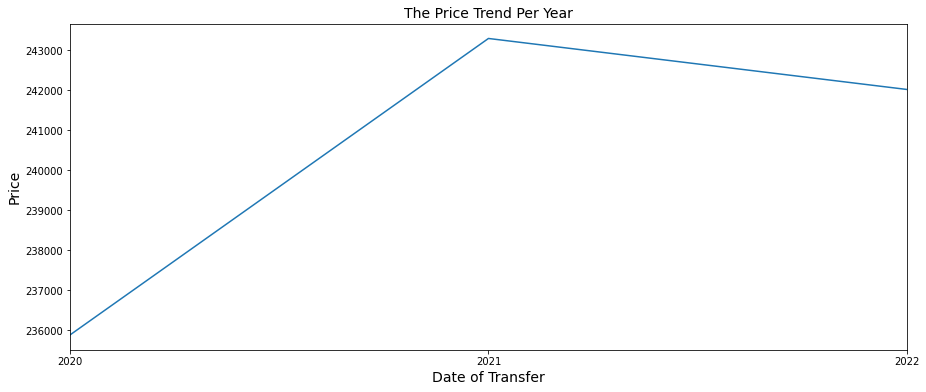 The Price Trend Per Year
Price
243000
242000
241000
240000
239000
238000
237000
236000
2020 2021 2022
Date of Transfer